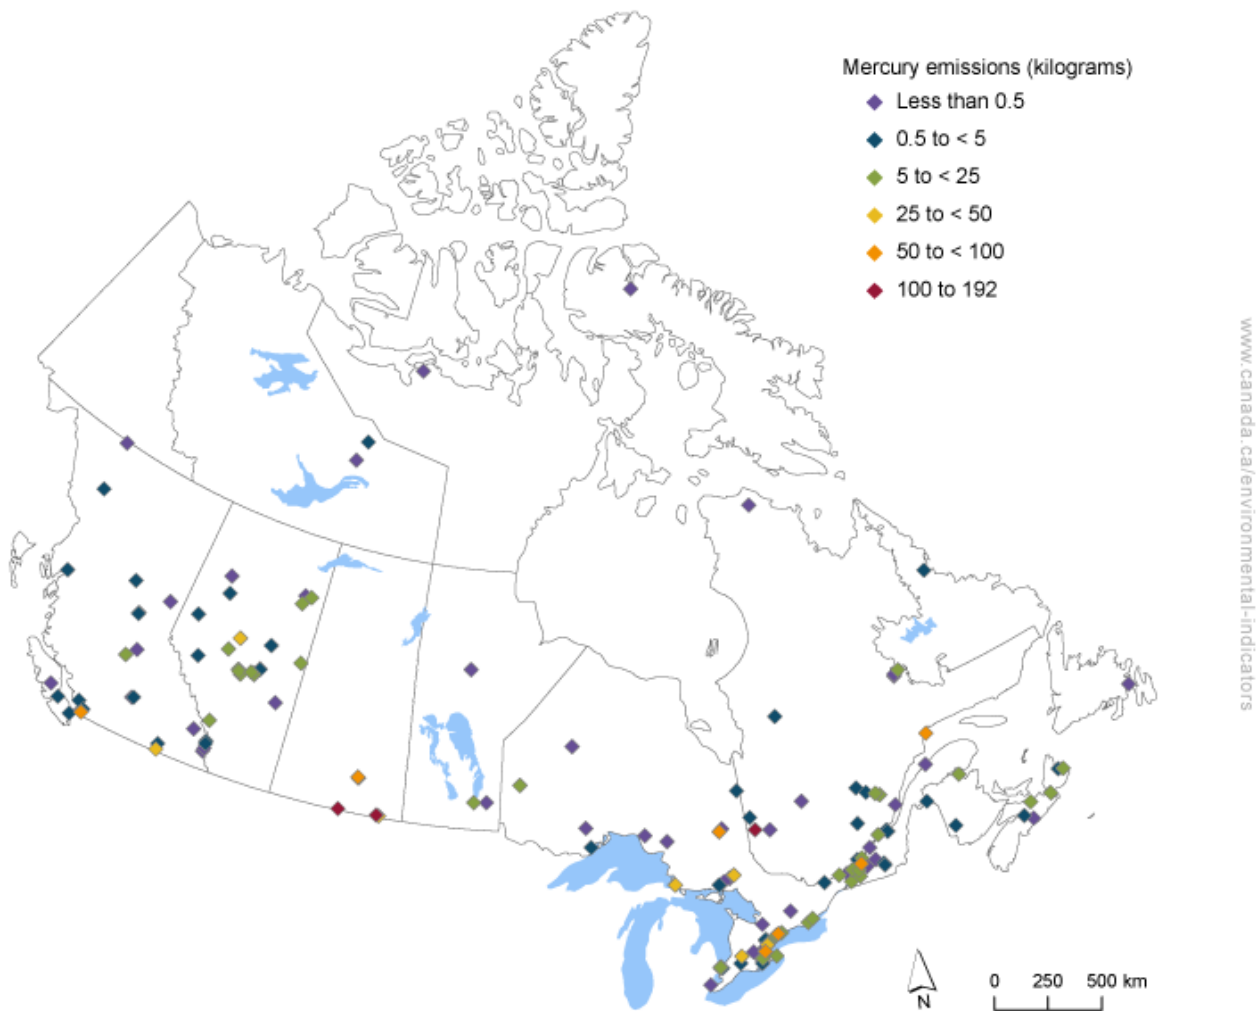 Mercury emissions (kilograms)
Less than 0.5
0.5 to < 5
5 to < 25
25 to < 50
50 to < 100
100 to 192
www.canada.ca/environmental-indicators
N
0 250 500 km